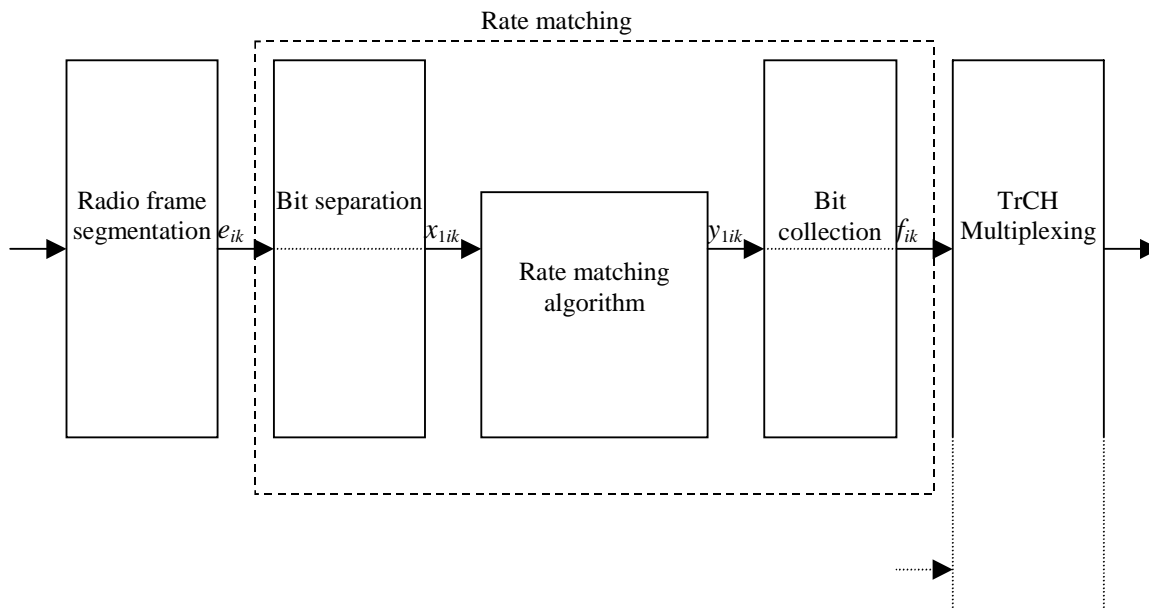 Rate matching
Radio frame
segmentation
e_ik
Bit separation
x_1ik
Rate matching
algorithm
y_1ik
Bit
collection
f_ik
TrCH
Multiplexing